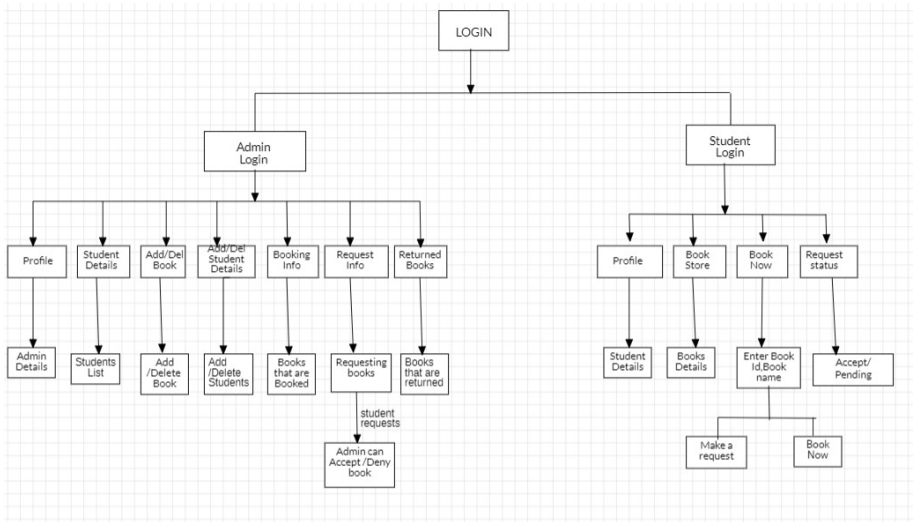 LOGIN
Admin
Login
Student
Login
Profile
Student
Details
Add/Del
Book
Add/Del
Student
Details
Booking
Info
Request
Info
Returned
Books
Profile
Book
Store
Book
Now
Request
status
Admin
Details
Students
List
Add
/Delete
Book
Add
/Delete
Students
Books
that are
Booked
Requesting
books
Books
that are
returned
Student
Details
Books
Details
Enter Book
Id,Book
name
Accept/
Pending
student
requests
Admin can
Accept /Deny
book
Make a
request
Book
Now